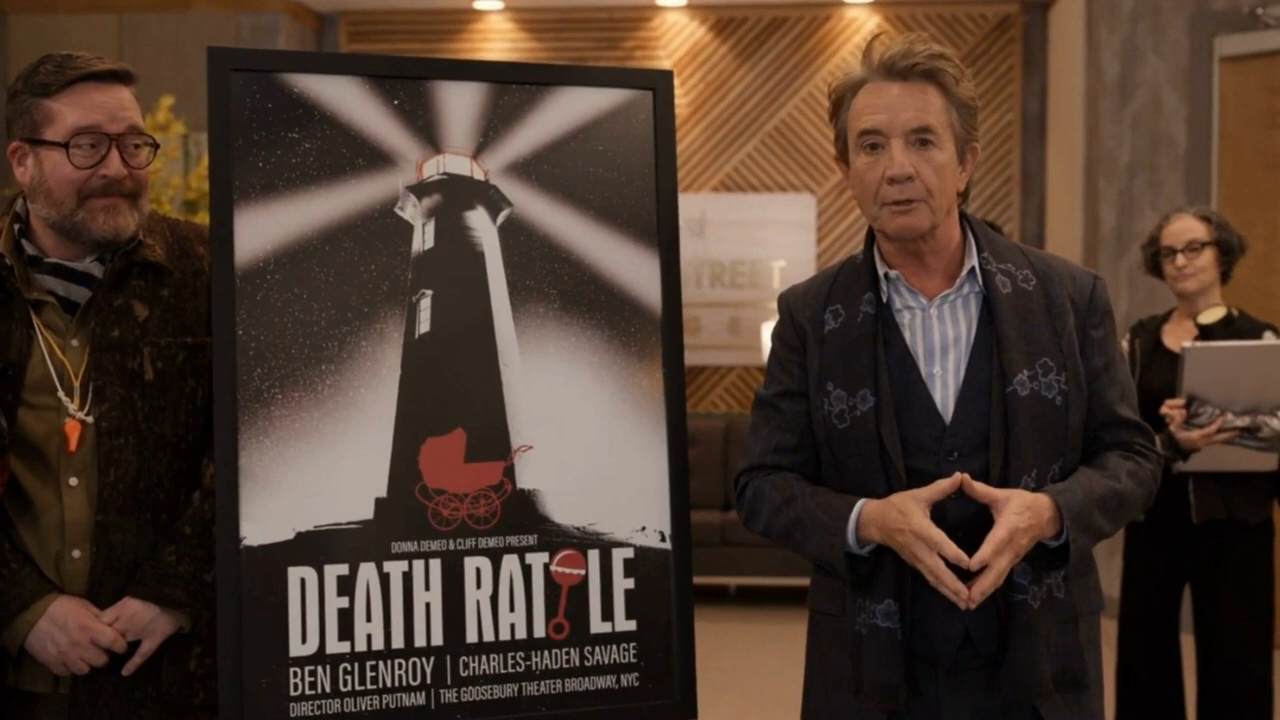 STREET
DONNA DEMEO & CLIFF DEMEO PRESENT
DEATH RATTLE
BEN GLENROY | CHARLES-HADEN SAVAGE
DIRECTOR OLIVER PUTNAM | THE GOOSEBURY THEATER BROADWAY, NYC